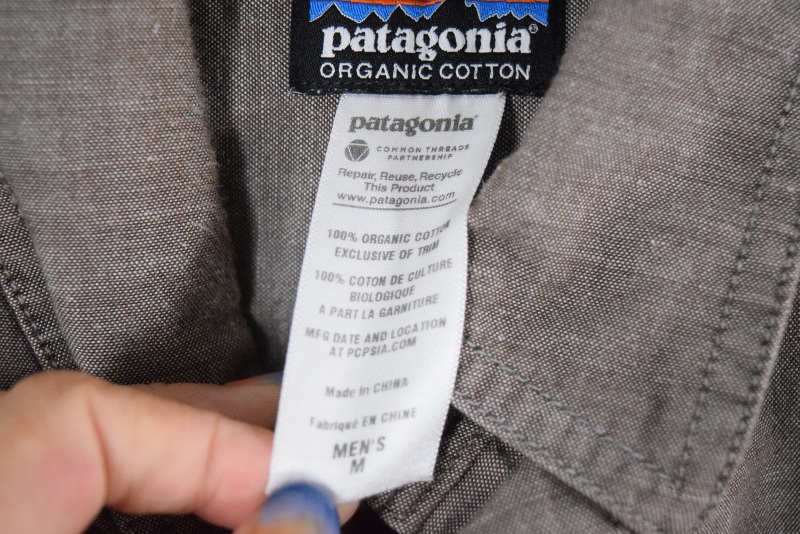 patagonia®
ORGANIC COTTON
patagonia®
COMMON THREADS
PARTNERSHIP
Repair, Reuse, Recycle
This Product
www.patagonia.com
100% ORGANIC COTTON
EXCLUSIVE OF TRIM
100% COTON DE CULTURE
BIOLOGIQUE
A PART LA GARNITURE
MFG DATE AND LOCATION
AT PCPSIA.COM
Made in CHINA
Fabriqué EN CHINE
MEN'S
M